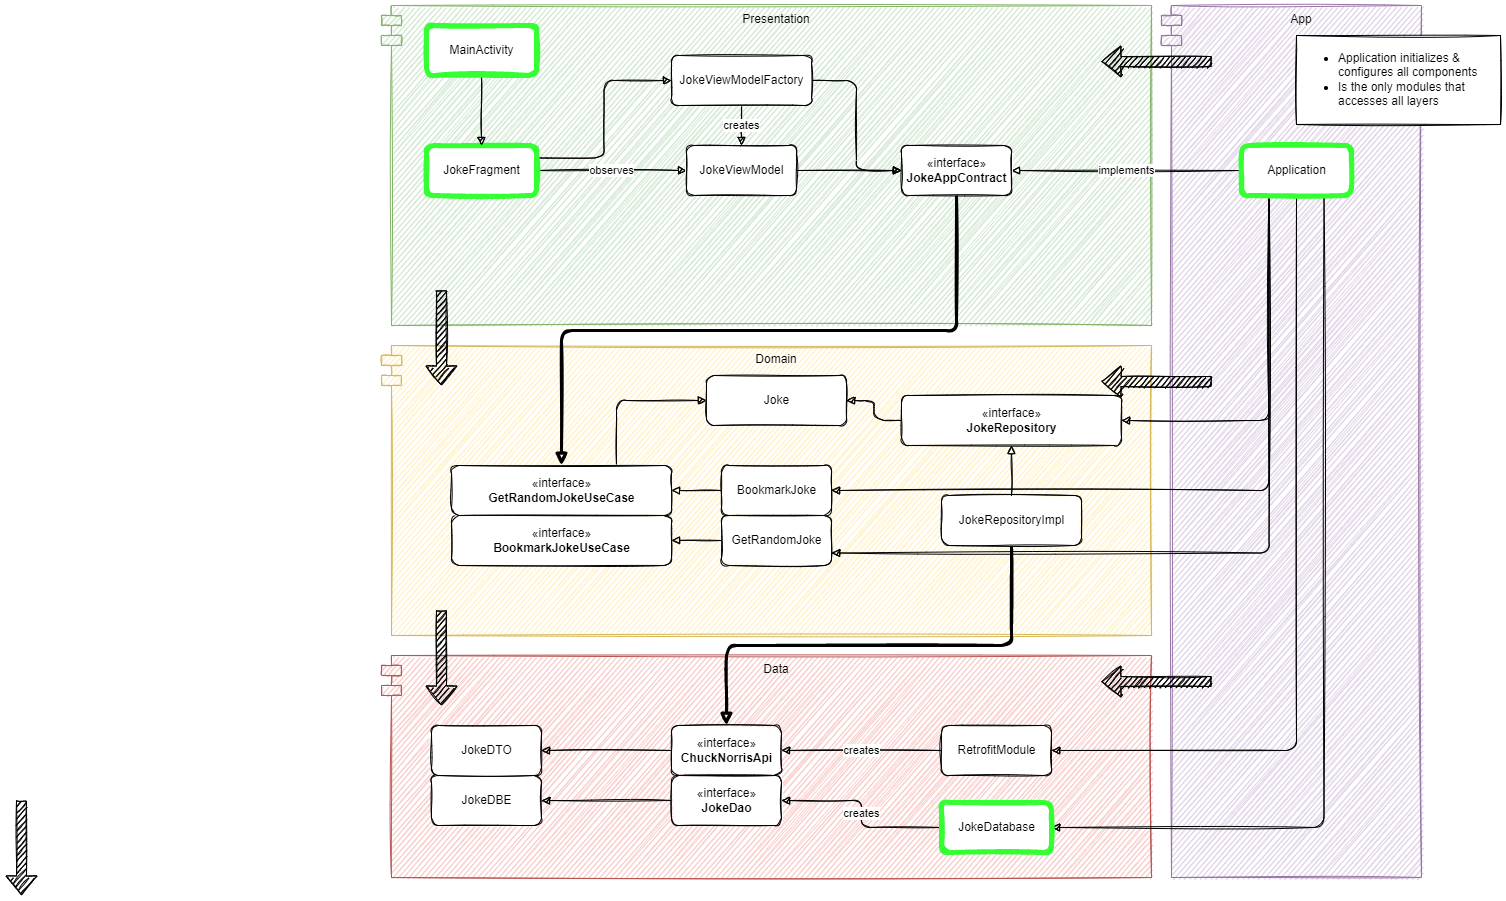 Presentation
App
MainActivity
JokeViewModelFactory
• Application initializes &
configures all components
• Is the only modules that
accesses all layers
creates
JokeFragment
observes
JokeViewModel
«interface»
JokeAppContract
implements
Application
Domain
Joke
«interface»
JokeRepository
«interface»
GetRandomJokeUseCase
BookmarkJoke
JokeRepositoryImpl
«interface»
BookmarkJokeUseCase
GetRandomJoke
Data
JokeDTO
«interface»
ChuckNorrisApi
creates
RetrofitModule
JokeDBE
«interface»
JokeDao
creates
JokeDatabase